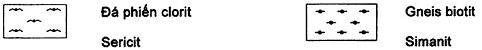 Đá phiến clorit
Sericit
Gneis biotit
Simanit